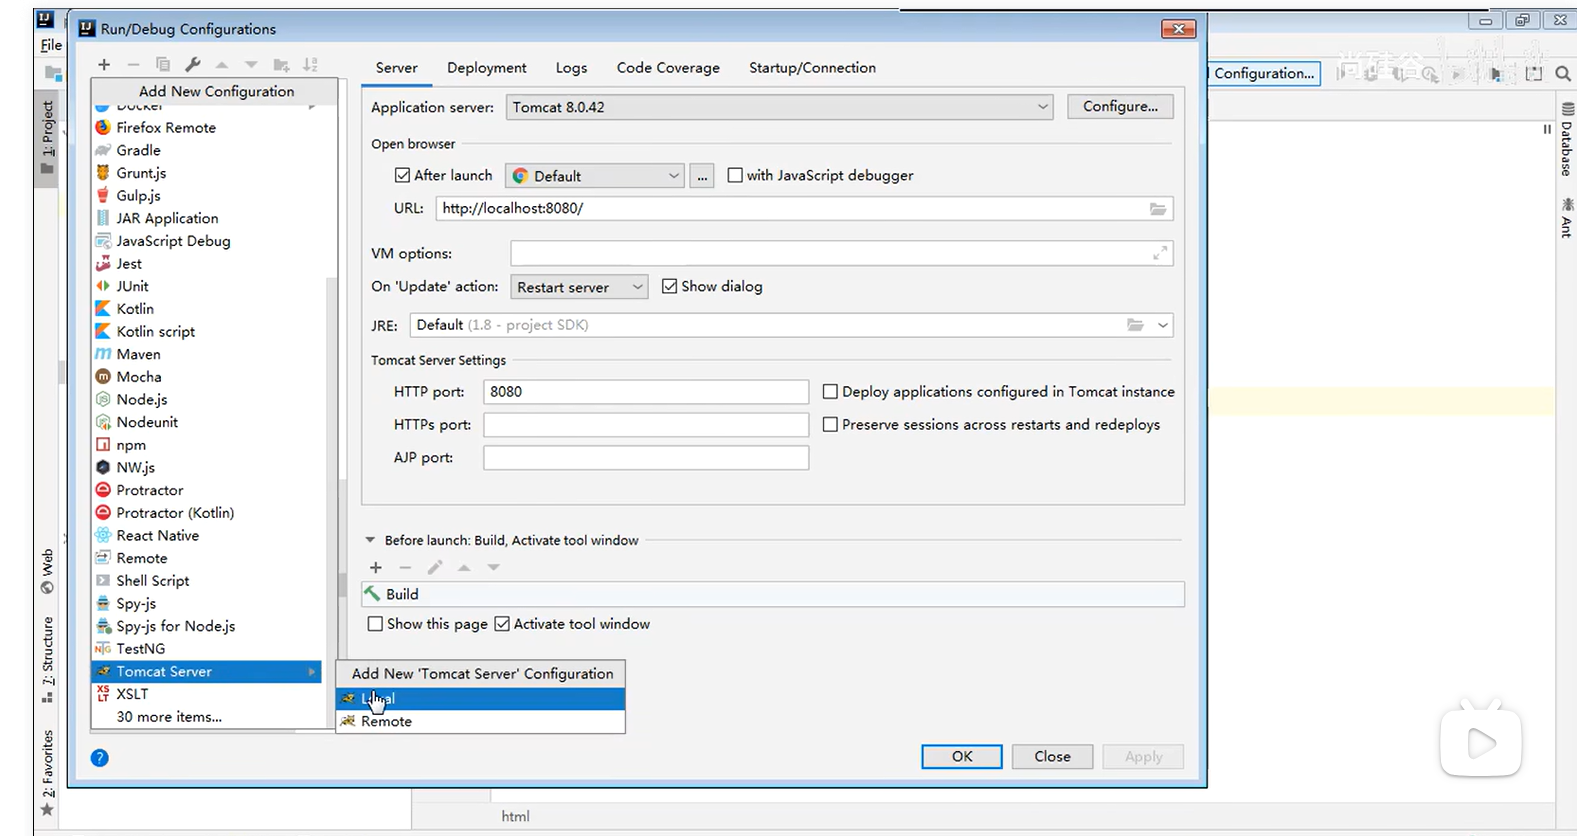 Run/Debug Configurations
File
Configuration...
尚硅谷
Add New Configuration
Docker
Firefox Remote
Gradle
Grunt.js
Gulp.js
JAR Application
JavaScript Debug
Jest
JUnit
Kotlin
Kotlin script
Maven
Mocha
Node.js
Nodeunit
npm
NW.js
Protractor
Protractor (Kotlin)
React Native
Remote
Shell Script
Spy-js
Spy-js for Node.js
TestNG
Tomcat Server
XSLT
30 more items...
Server Deployment Logs Code Coverage Startup/Connection
Application server: Tomcat 8.0.42 Configure...
Open browser
After launch Default ... with JavaScript debugger
URL: http://localhost:8080/
VM options:
On 'Update' action: Restart server Show dialog
JRE: Default (1.8 - project SDK)
Tomcat Server Settings
HTTP port: 8080 Deploy applications configured in Tomcat instance
HTTPs port: Preserve sessions across restarts and redeploys
AJP port:
Before launch: Build, Activate tool window
Build
Show this page Activate tool window
Add New 'Tomcat Server' Configuration
Remote
OK Close Apply
html
1: Project
Web
7: Structure
2: Favorites
Database
Ant